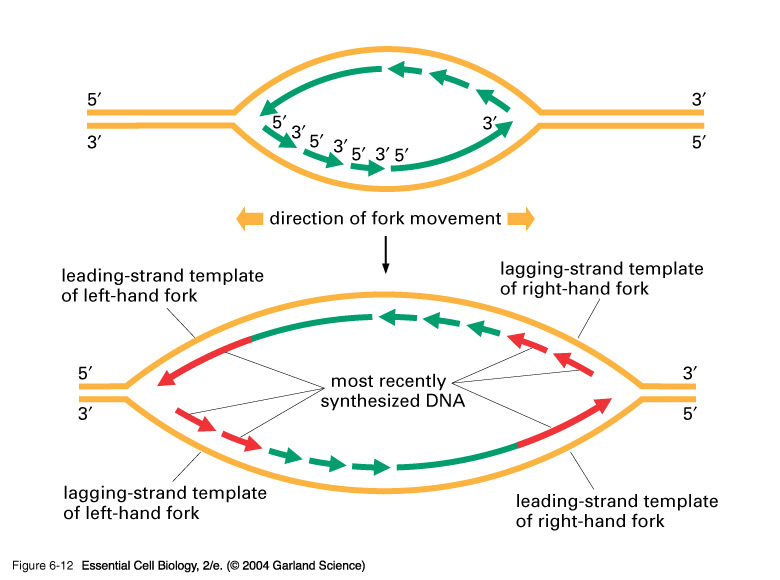 5′ 3′
3′ 5′
5′ 3′ 5′ 3′ 5′ 3′ 5′ 3′
direction of fork movement
leading-strand template
of left-hand fork
lagging-strand template
of right-hand fork
5′ 3′
3′ 5′
most recently
synthesized DNA
lagging-strand template
of left-hand fork
leading-strand template
of right-hand fork
Figure 6-12 Essential Cell Biology, 2/e. (© 2004 Garland Science)